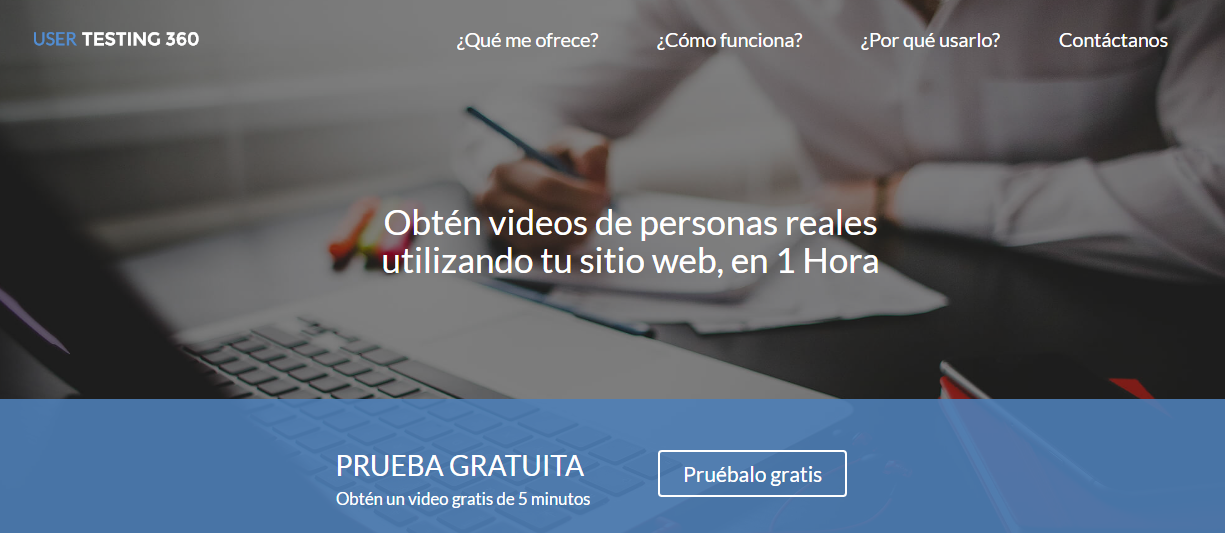 USER TESTING 360
¿Qué me ofrece?
¿Cómo funciona?
¿Por qué usarlo?
Contáctanos
Obtén videos de personas reales
utilizando tu sitio web, en 1 Hora
PRUEBA GRATUITA
Obtén un video gratis de 5 minutos
Pruébalo gratis